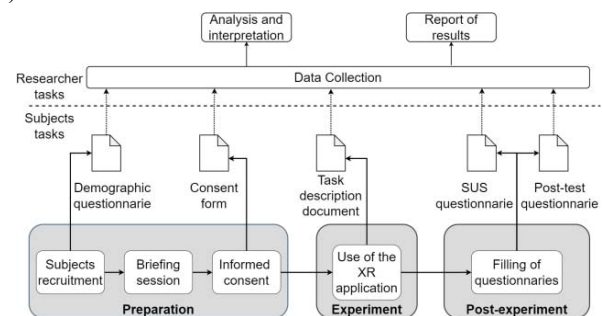 )
Analysis and
interpretation
Report of
results
Researcher
tasks
Data Collection
Subjects
tasks
Demographic
questionnarie
Consent
form
Task
description
document
SUS
questionnarie
Post-test
questionnarie
Subjects
recruitment
Briefing
session
Informed
consent
Use of the
XR
application
Filling of
questionnaries
Preparation
Experiment
Post-experiment